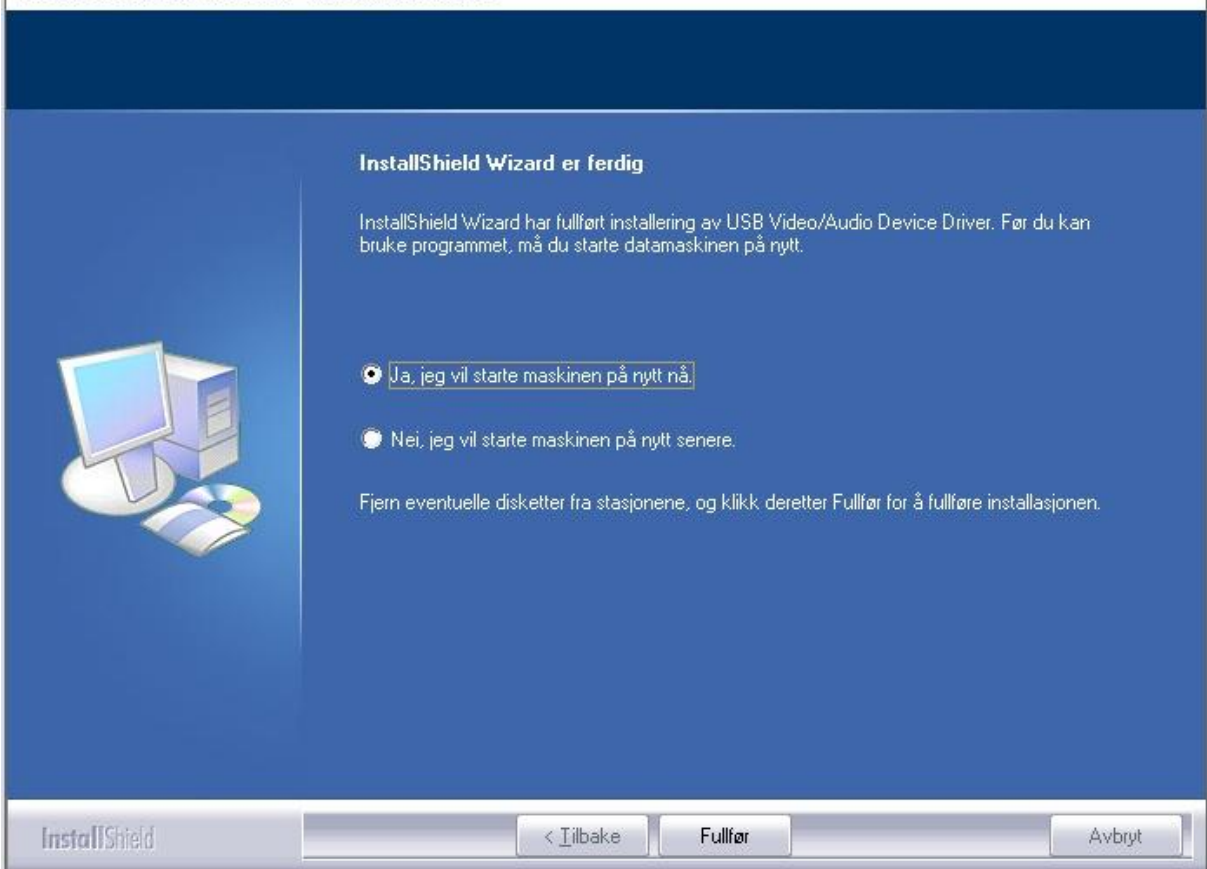 InstallShield Wizard er ferdig
InstallShield Wizard har fullført installering av USB Video/Audio Device Driver. Før du kan
bruke programmet, må du starte datamaskinen på nytt.
Ja, jeg vil starte maskinen på nytt nå.
Nei, jeg vil starte maskinen på nytt senere.
Fjern eventuelle disketter fra stasjonene, og klikk deretter Fullfør for å fullføre installasjonen.
InstallShield
< Tilbake
Fullfør
Avbryt